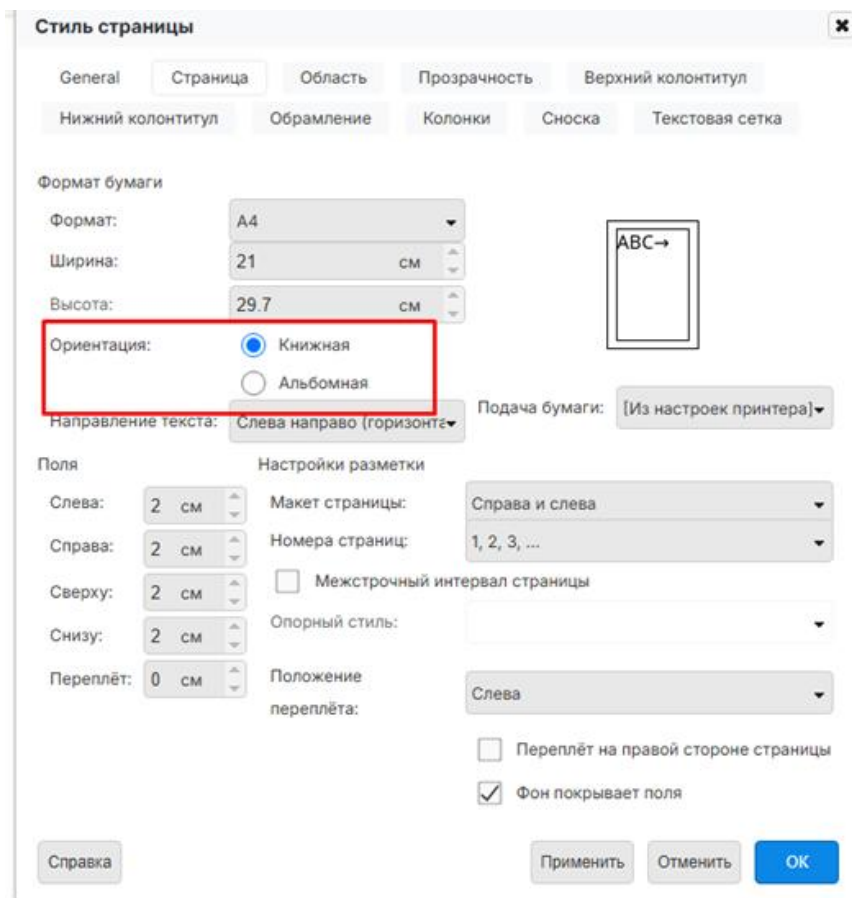 Стиль страницы
General Страница Область Прозрачность Верхний колонтитул
Нижний колонтитул Обрамление Колонки Сноска Текстовая сетка
Формат бумаги
Формат: A4
Ширина: 21 см
ABC→
Высота: 29.7 см
Ориентация: Книжная
Альбомная
Направление текста: Слева направо (горизонта Подача бумаги: [Из настроек принтера]
Поля Настройки разметки
Слева: 2 см Макет страницы: Справа и слева
Справа: 2 см Номера страниц: 1, 2, 3, ...
Сверху: 2 см Межстрочный интервал страницы
Снизу: 2 см Опорный стиль:
Переплёт: 0 см Положение переплёта: Слева
Переплёт на правой стороне страницы
Фон покрывает поля
Справка Применить Отменить ОК